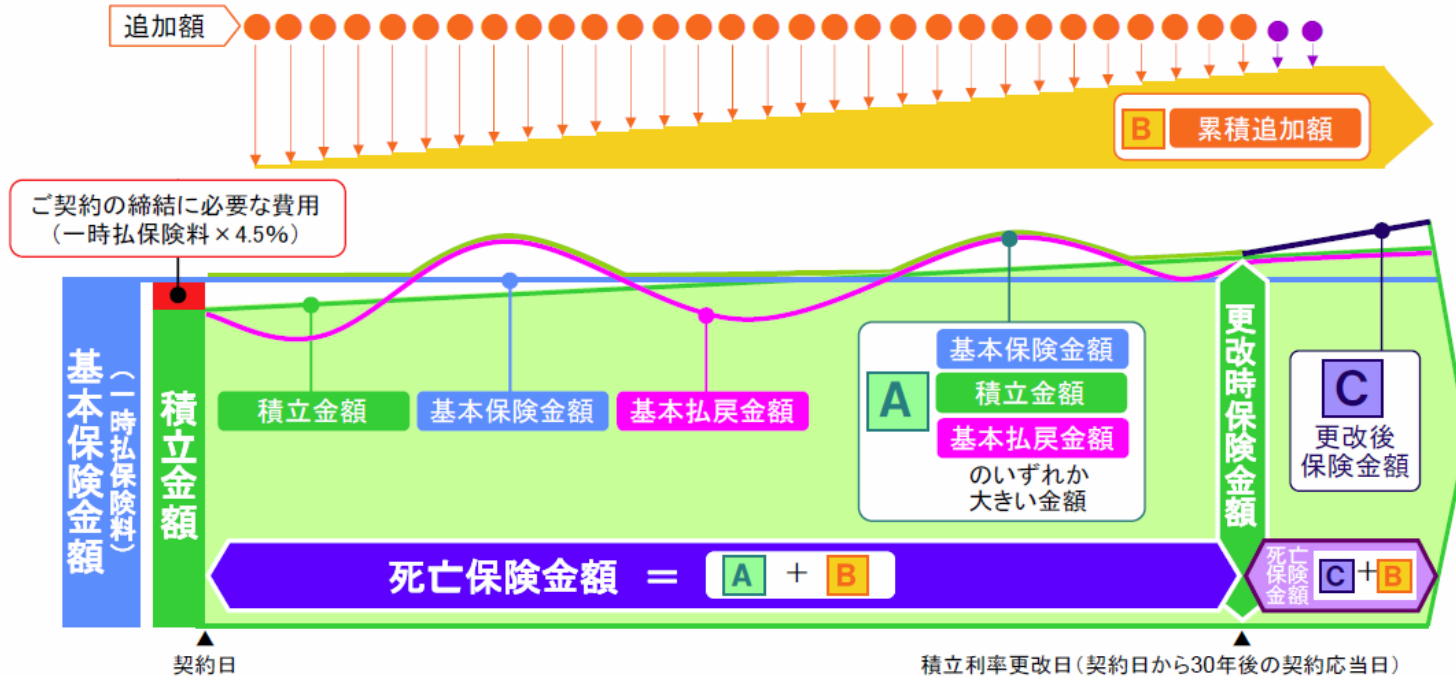 追加額
B 累積追加額
ご契約の締結に必要な費用
（一時払保険料×4.5%）
基本保険金額
（一時払保険料）
積立金額
積立金額
基本保険金額
基本払戻金額
A
基本保険金額
積立金額
基本払戻金額
のいずれか
大きい金額
更改時保険金額
C
更改後
保険金額
死亡保険金額 ＝ A + B
死亡
保険
金額
C+B
▲
契約日
▲
積立利率更改日（契約日から30年後の契約応当日）